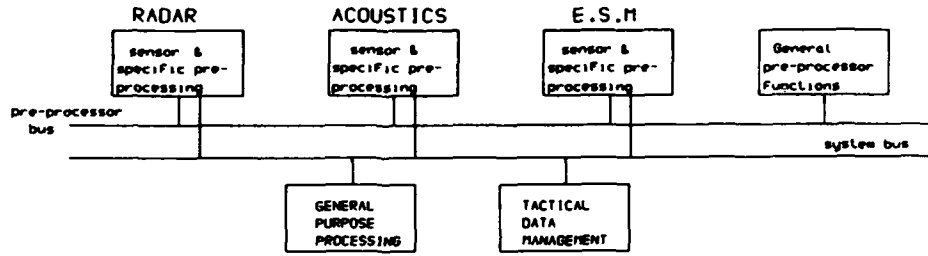 RADAR
ACOUSTICS
E.S.M
sensor &
specific pre-
processing
sensor &
specific pre-
processing
sensor &
specific pre-
processing
General
pre-processor
Functions
pre-processor
bus
system bus
GENERAL
PURPOSE
PROCESSING
TACTICAL
DATA
MANAGEMENT